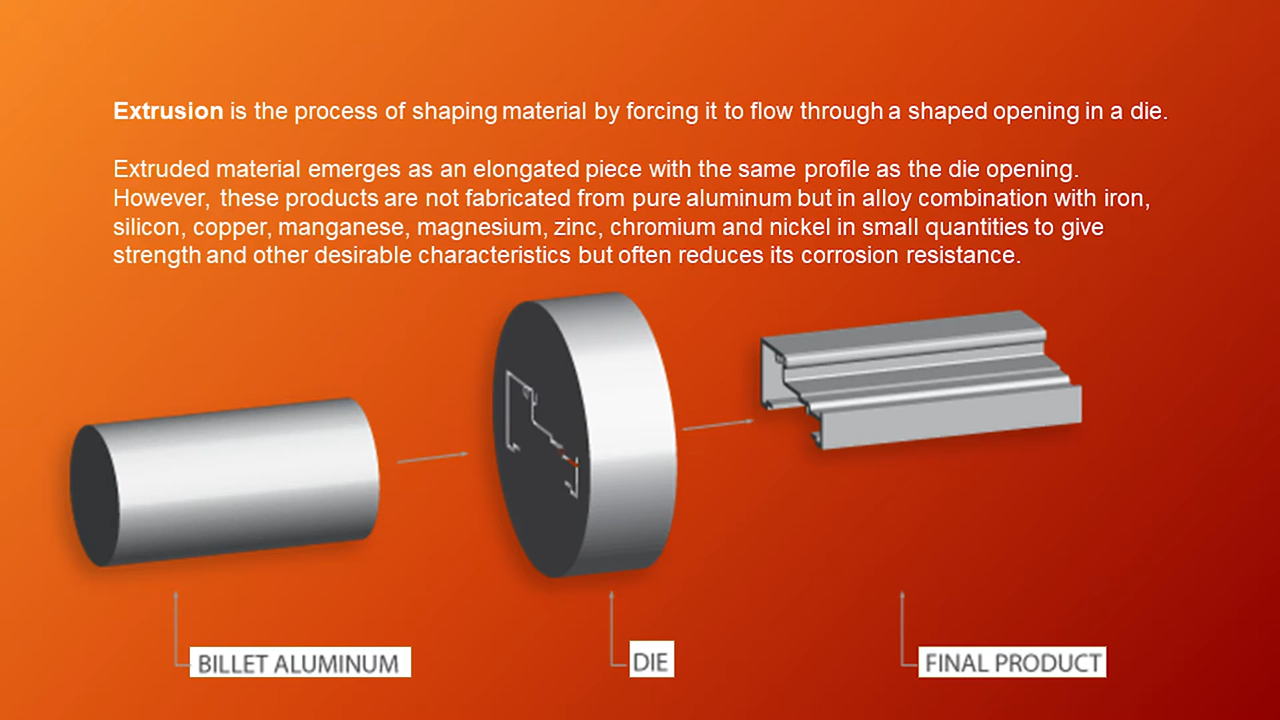 Extrusion is the process of shaping material by forcing it to flow through a shaped opening in a die.
Extruded material emerges as an elongated piece with the same profile as the die opening.
However, these products are not fabricated from pure aluminum but in alloy combination with iron,
silicon, copper, manganese, magnesium, zinc, chromium and nickel in small quantities to give
strength and other desirable characteristics but often reduces its corrosion resistance.
BILLET ALUMINUM
DIE
FINAL PRODUCT